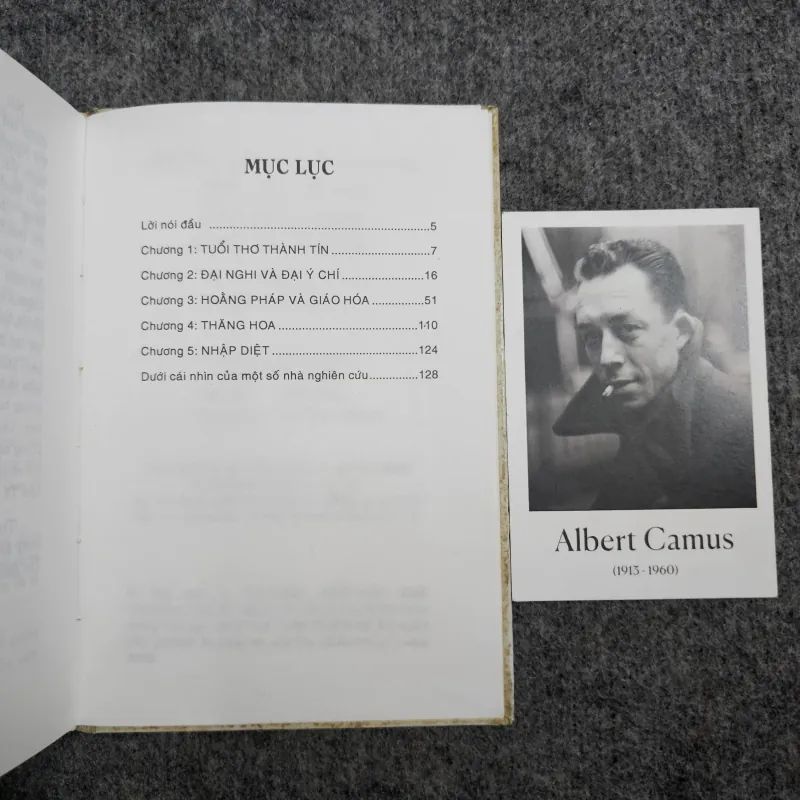 MỤC LỤC
Lời nói đầu ........................................................5
Chương 1: TUỔI THƠ THÀNH TÍN.........................7
Chương 2: ĐẠI NGHI VÀ ĐẠI Ý CHÍ.....................16
Chương 3: HOẰNG PHÁP VÀ GIÁO HÓA..............51
Chương 4: THĂNG HOA...................................110
Chương 5: NHẬP DIỆT.....................................124
Dưới cái nhìn của một số nhà nghiên cứu..............128
Albert Camus
(1913 - 1960)